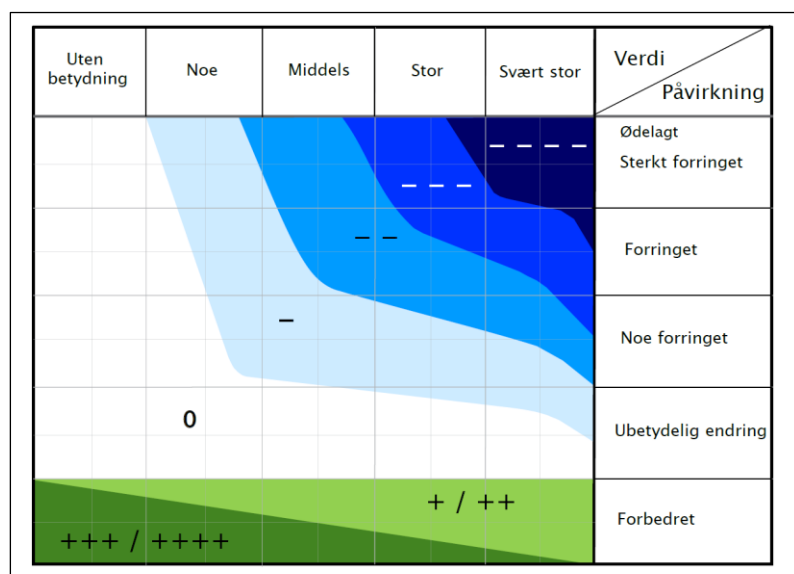 Uten
betydning
Noe
Middels
Stor
Svært stor
Verdi
Påvirkning
– – – –
Ødelagt
Sterkt forringet
– – –
– –
Forringet
–
Noe forringet
0
Ubetydelig endring
+ / ++
Forbedret
+++ / ++++